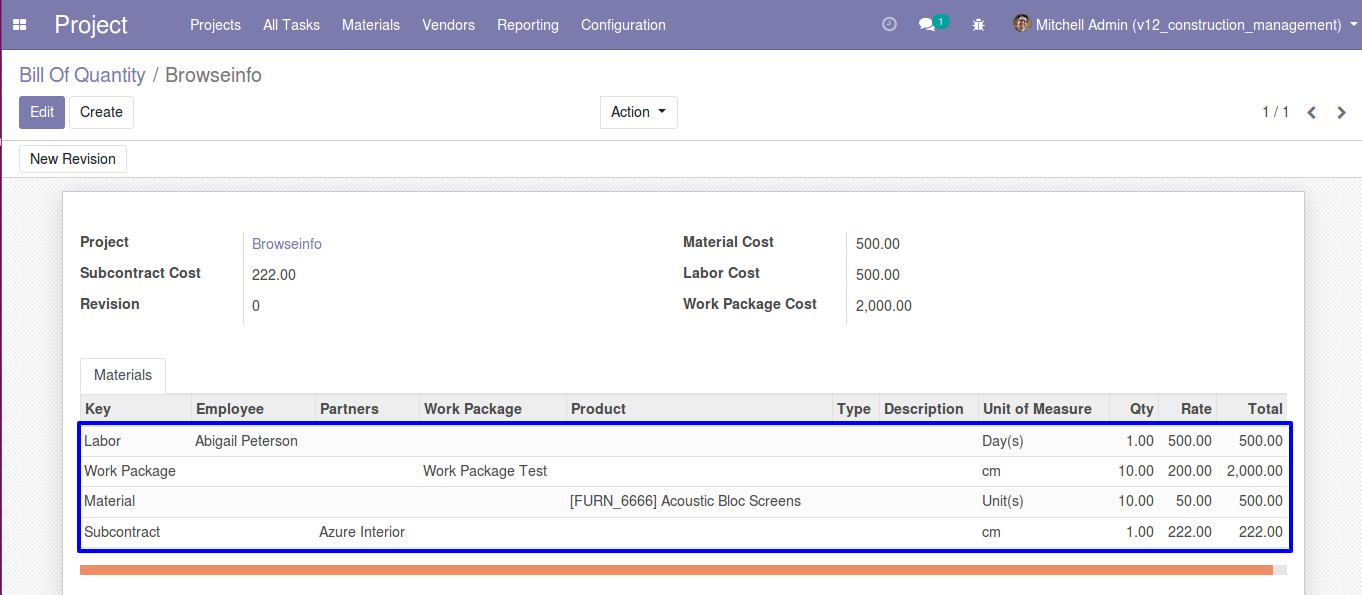 Project Projects All Tasks Materials Vendors Reporting Configuration 1 Mitchell Admin (v12_construction_management)
Bill Of Quantity / Browseinfo
Edit Create Action 1 / 1
New Revision
Project Browseinfo Material Cost 500.00
Subcontract Cost 222.00 Labor Cost 500.00
Revision 0 Work Package Cost 2,000.00
Materials
Key Employee Partners Work Package Product Type Description Unit of Measure Qty Rate Total
Labor Abigail Peterson Day(s) 1.00 500.00 500.00
Work Package Work Package Test cm 10.00 200.00 2,000.00
Material [FURN_6666] Acoustic Bloc Screens Unit(s) 10.00 50.00 500.00
Subcontract Azure Interior cm 1.00 222.00 222.00